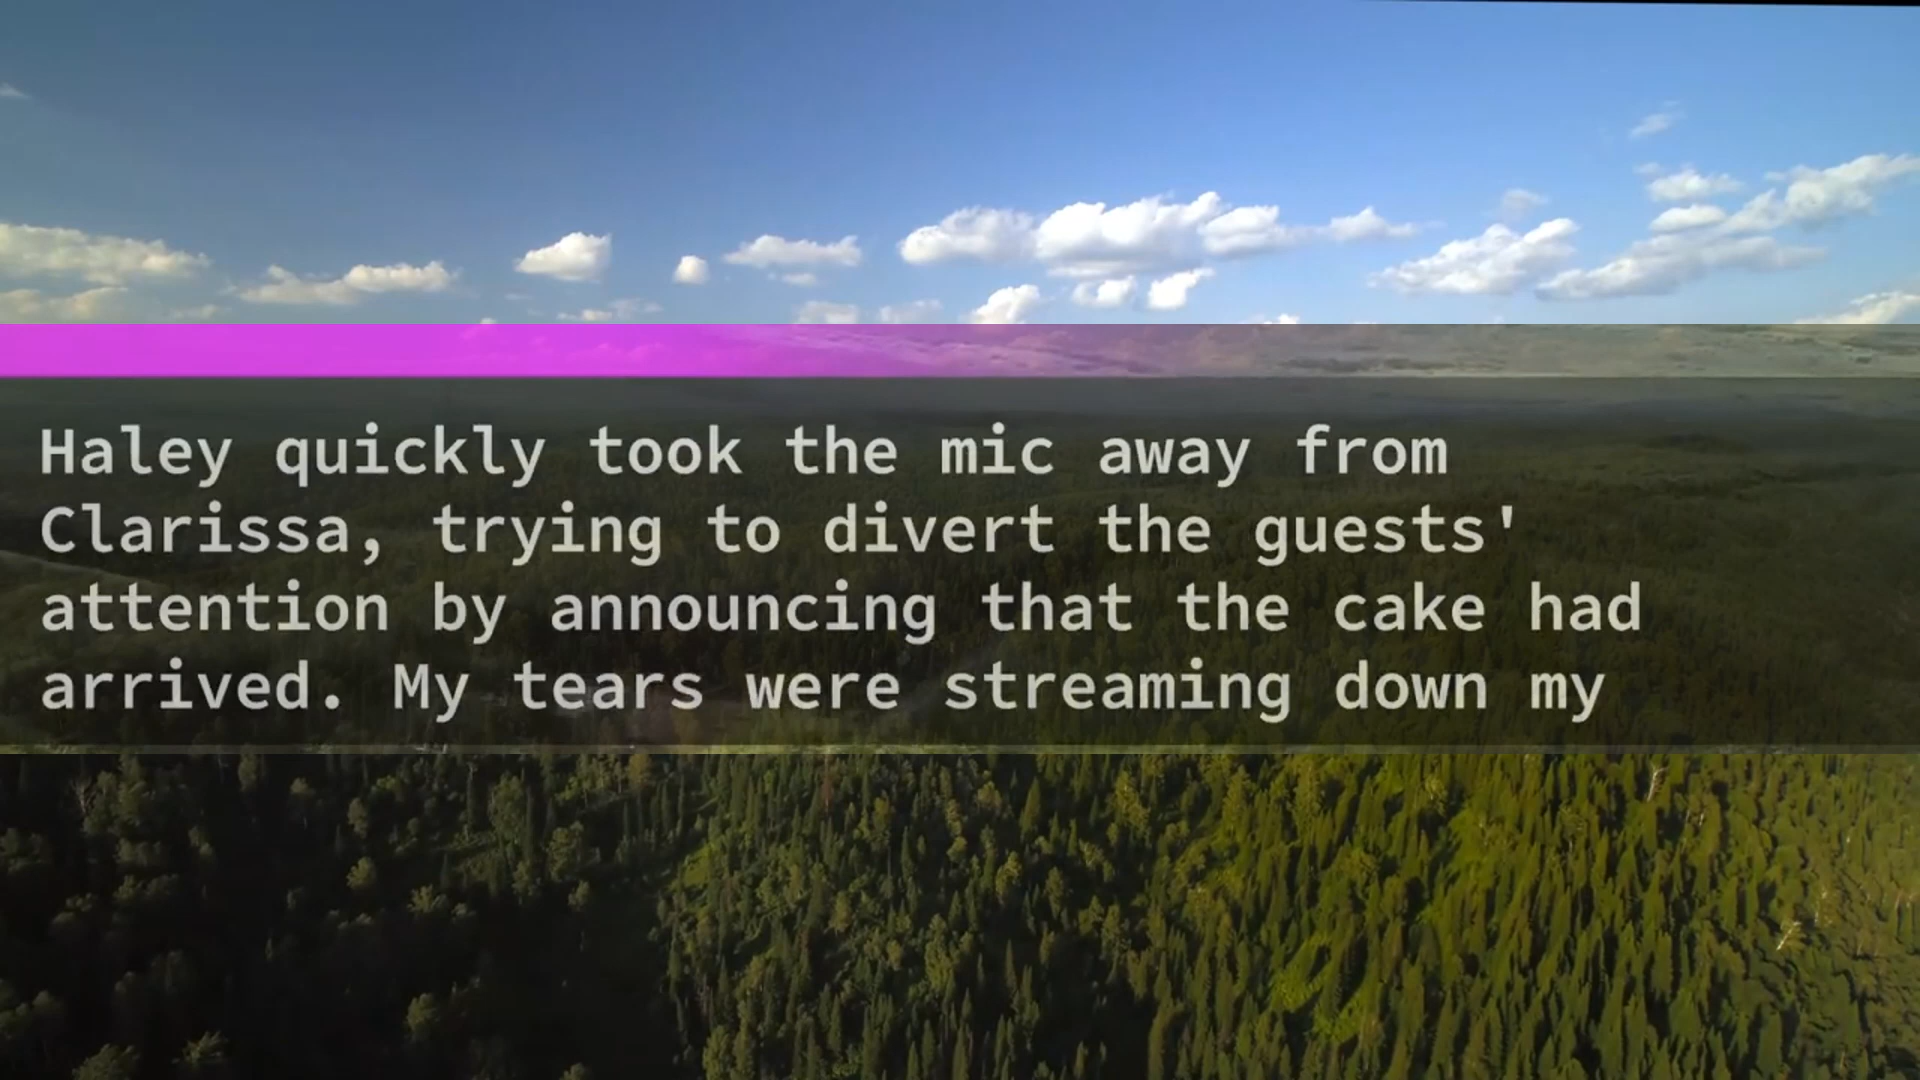 Haley quickly took the mic away from
Clarissa, trying to divert the guests'
attention by announcing that the cake had
arrived. My tears were streaming down my